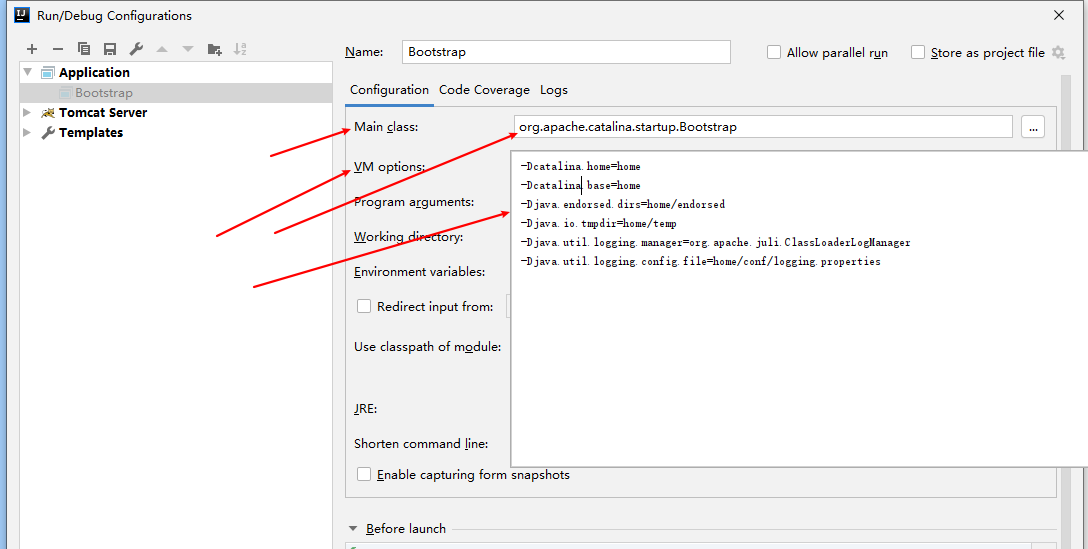 Run/Debug Configurations
Name: Bootstrap Allow parallel run Store as project file
Application
Bootstrap
Tomcat Server
Templates
Configuration Code Coverage Logs
Main class: org.apache.catalina.startup.Bootstrap ...
VM options:
-Dcatalina.home=home
-Dcatalina.base=home
-Djava.endorsed.dirs=home/endorsed
-Djava.io.tmpdir=home/temp
-Djava.util.logging.manager=org.apache.juli.ClassLoaderLogManager
-Djava.util.logging.config.file=home/conf/logging.properties
Program arguments:
Working directory:
Environment variables:
Redirect input from:
Use classpath of module:
JRE:
Shorten command line:
Enable capturing form snapshots
Before launch